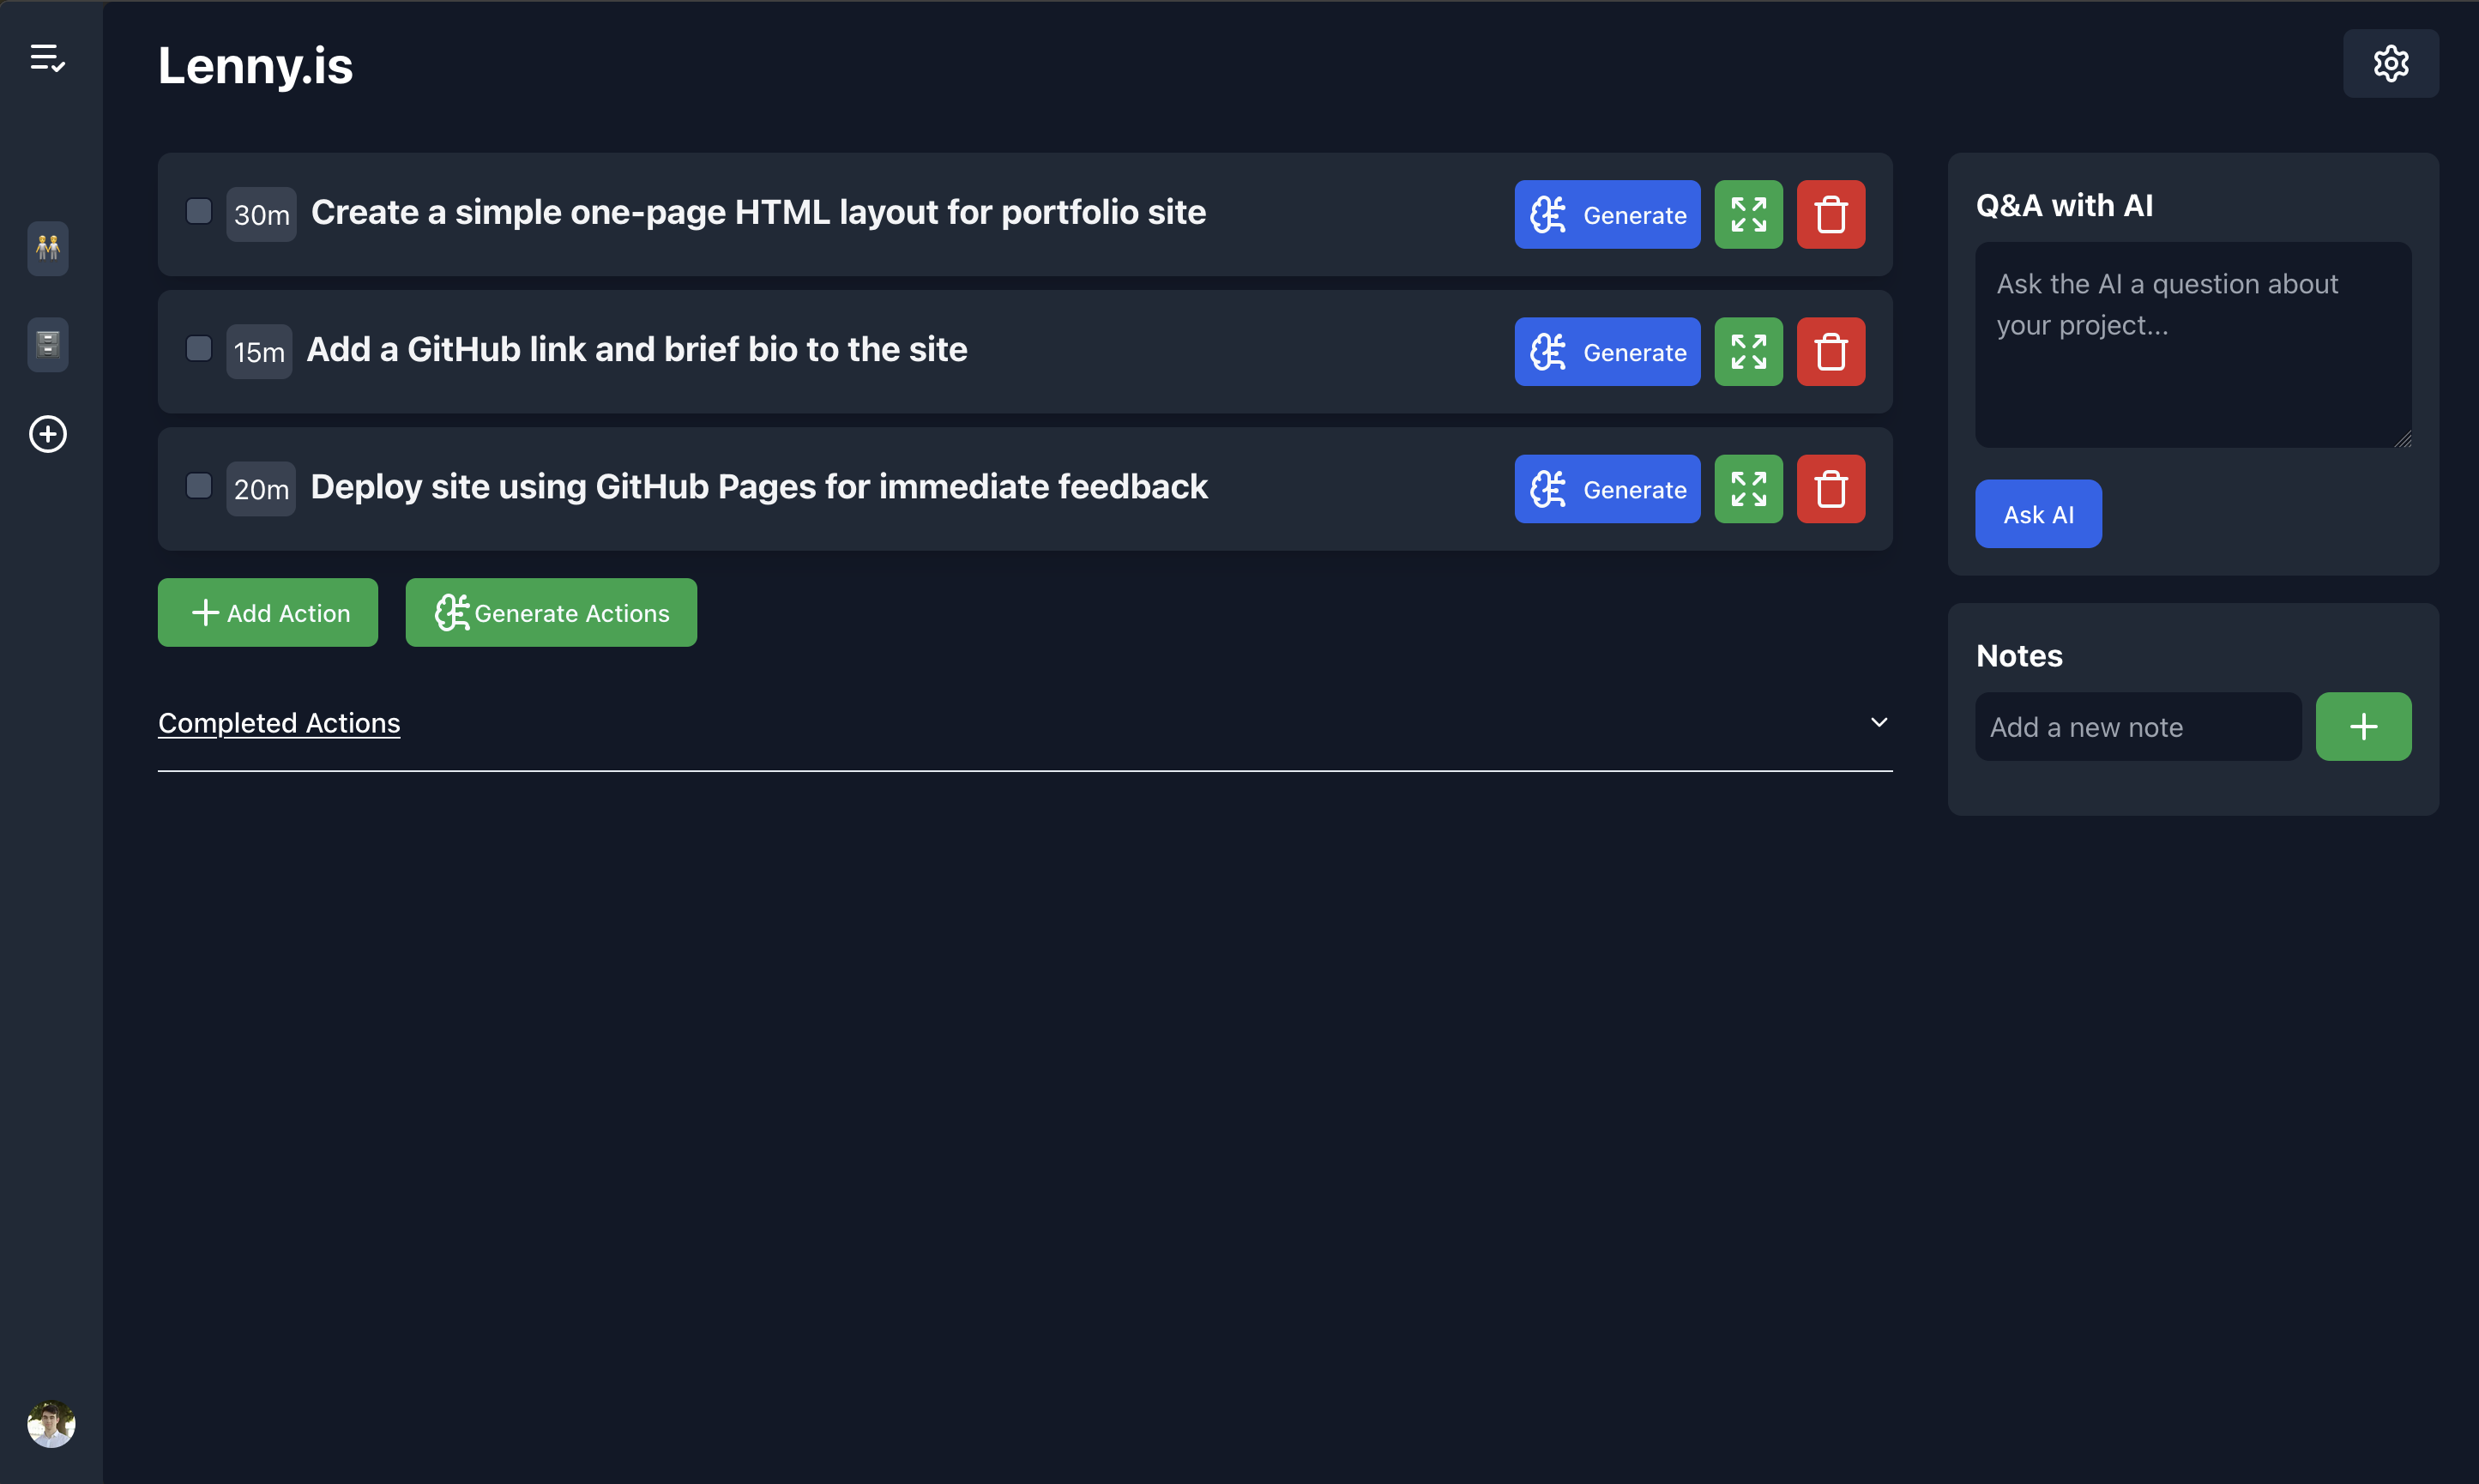 Lenny.is
30m Create a simple one-page HTML layout for portfolio site
Generate
15m Add a GitHub link and brief bio to the site
Generate
20m Deploy site using GitHub Pages for immediate feedback
Generate
Add Action
Generate Actions
Completed Actions
Q&A with AI
Ask the AI a question about
your project...
Ask AI
Notes
Add a new note